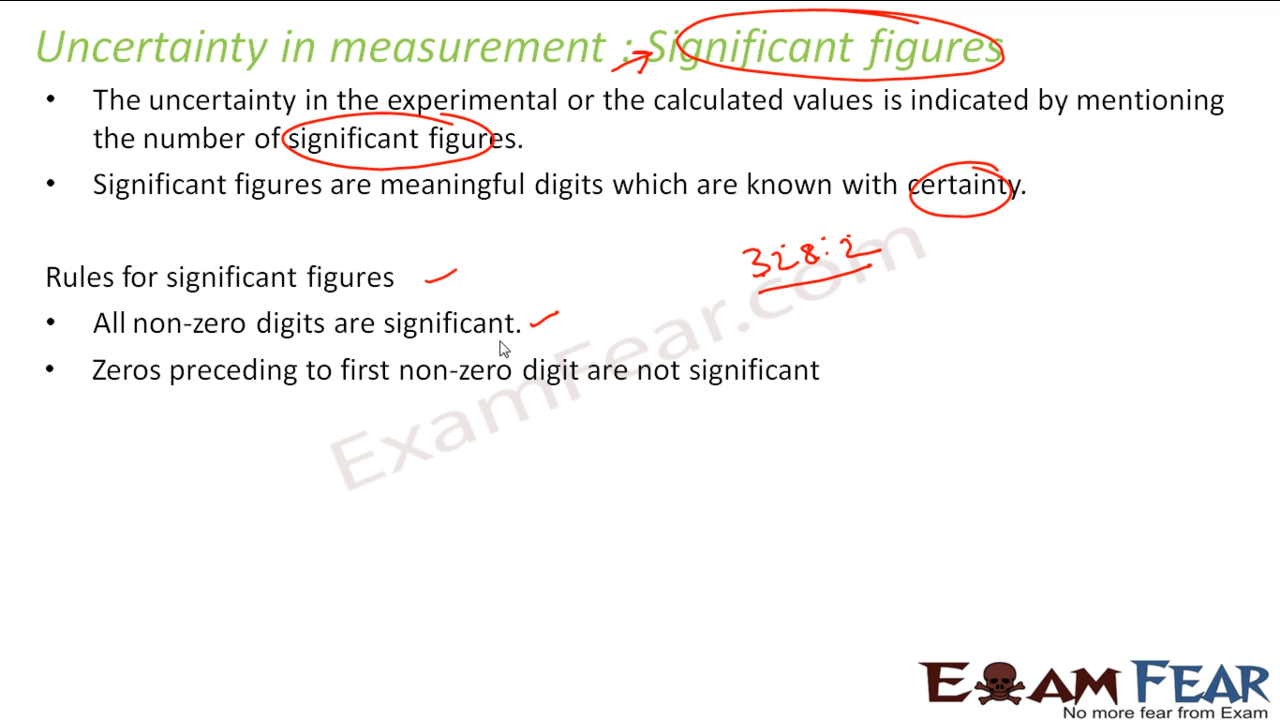 Uncertainty in measurement : Significant figures
• The uncertainty in the experimental or the calculated values is indicated by mentioning
the number of significant figures.
• Significant figures are meaningful digits which are known with certainty.
328.2
Rules for significant figures
• All non-zero digits are significant.
• Zeros preceding to first non-zero digit are not significant
ExamFear.com
EXAM FEAR
No more fear from Exam